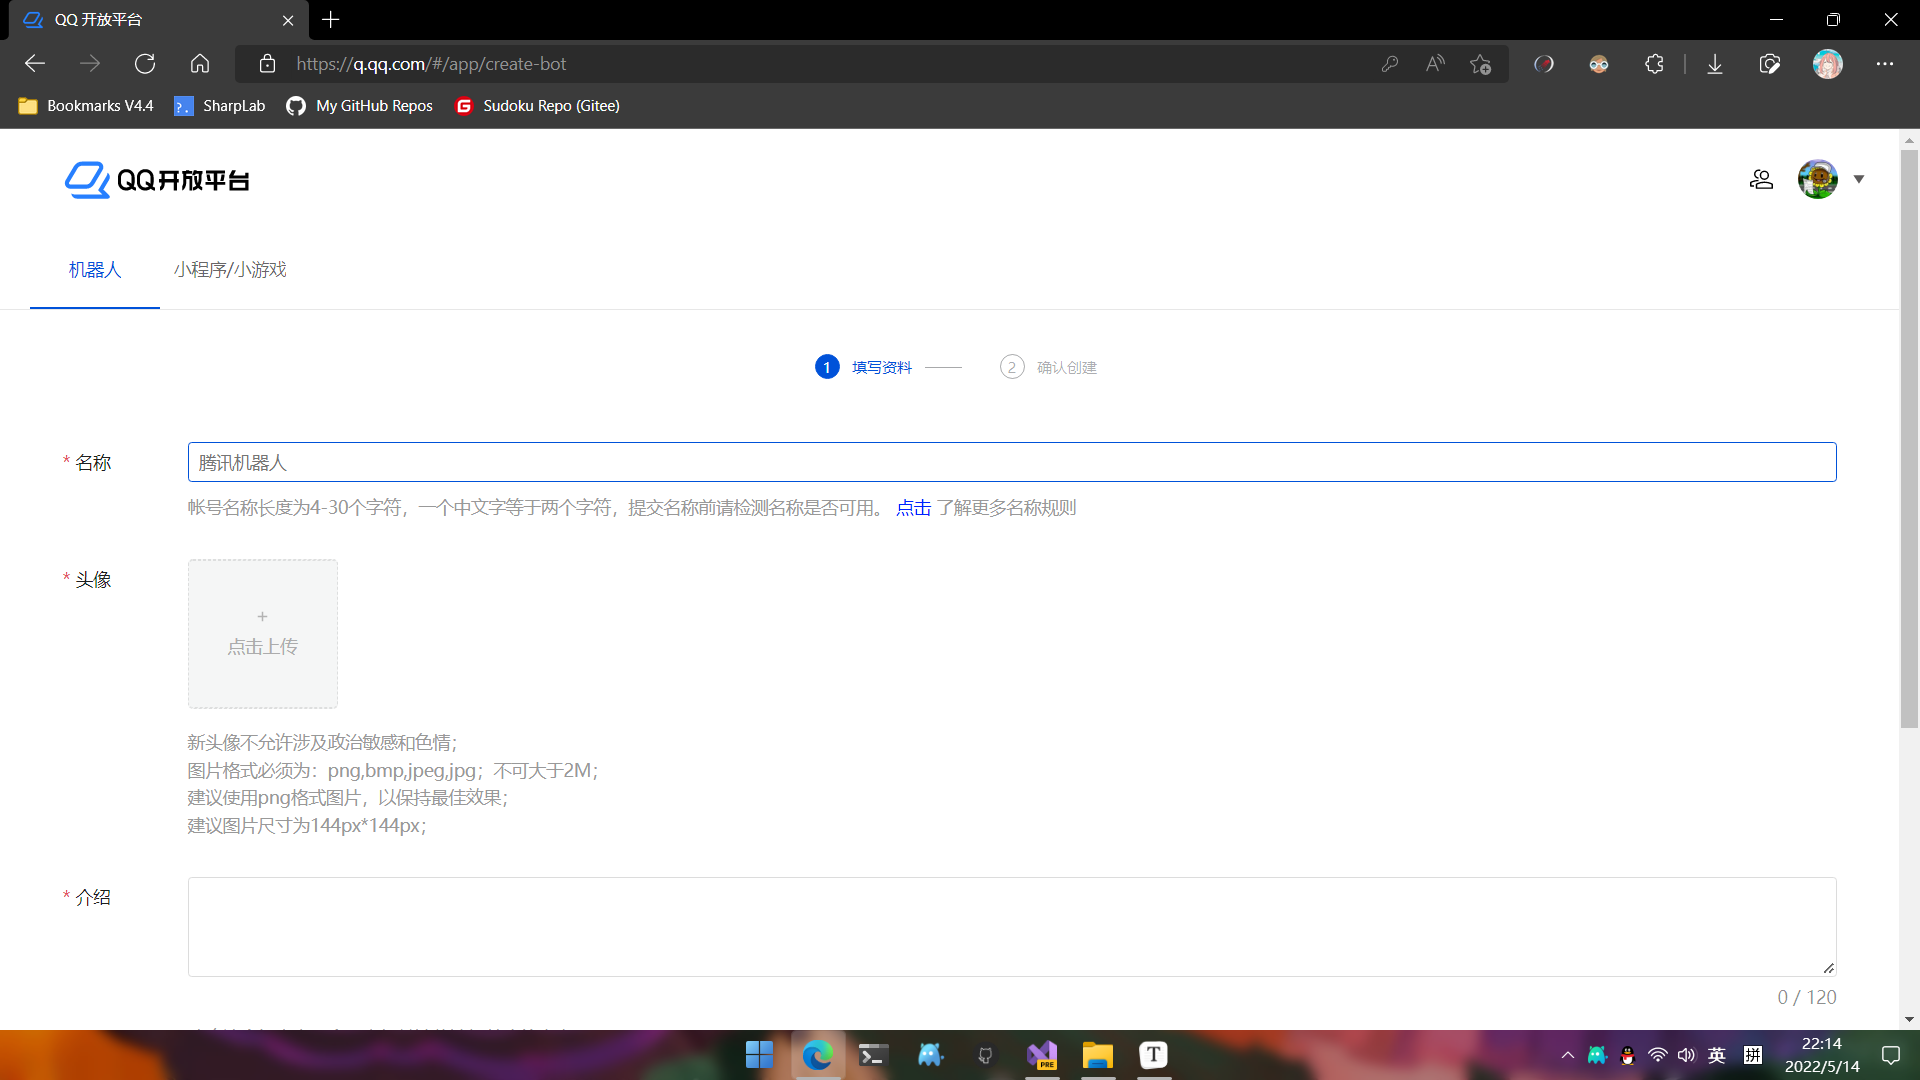 QQ 开放平台
https://q.qq.com/#/app/create-bot
Bookmarks V4.4
SharpLab
My GitHub Repos
Sudoku Repo (Gitee)
QQ开放平台
机器人
小程序/小游戏
1 填写资料
2 确认创建
* 名称
腾讯机器人
帐号名称长度为4-30个字符，一个中文字等于两个字符，提交名称前请检测名称是否可用。 点击 了解更多名称规则
* 头像
+
点击上传
新头像不允许涉及政治敏感和色情；
图片格式必须为：png,bmp,jpeg,jpg；不可大于2M；
建议使用png格式图片，以保持最佳效果；
建议图片尺寸为144px*144px；
* 介绍
0 / 120
PRE
T
英
拼
22:14
2022/5/14